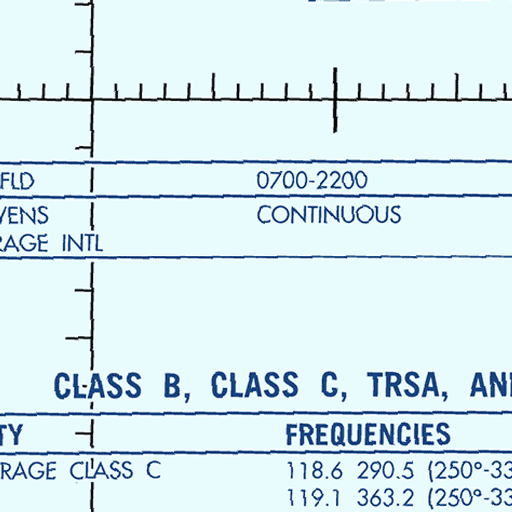 FLD 0700-2200
VENS CONTINUOUS
RAGE INTL
CLASS B, CLASS C, TRSA, AN
TY FREQUENCIES
RAGE CLASS C 118.6 290.5 (250°-33
119.1 363.2 (250°-33